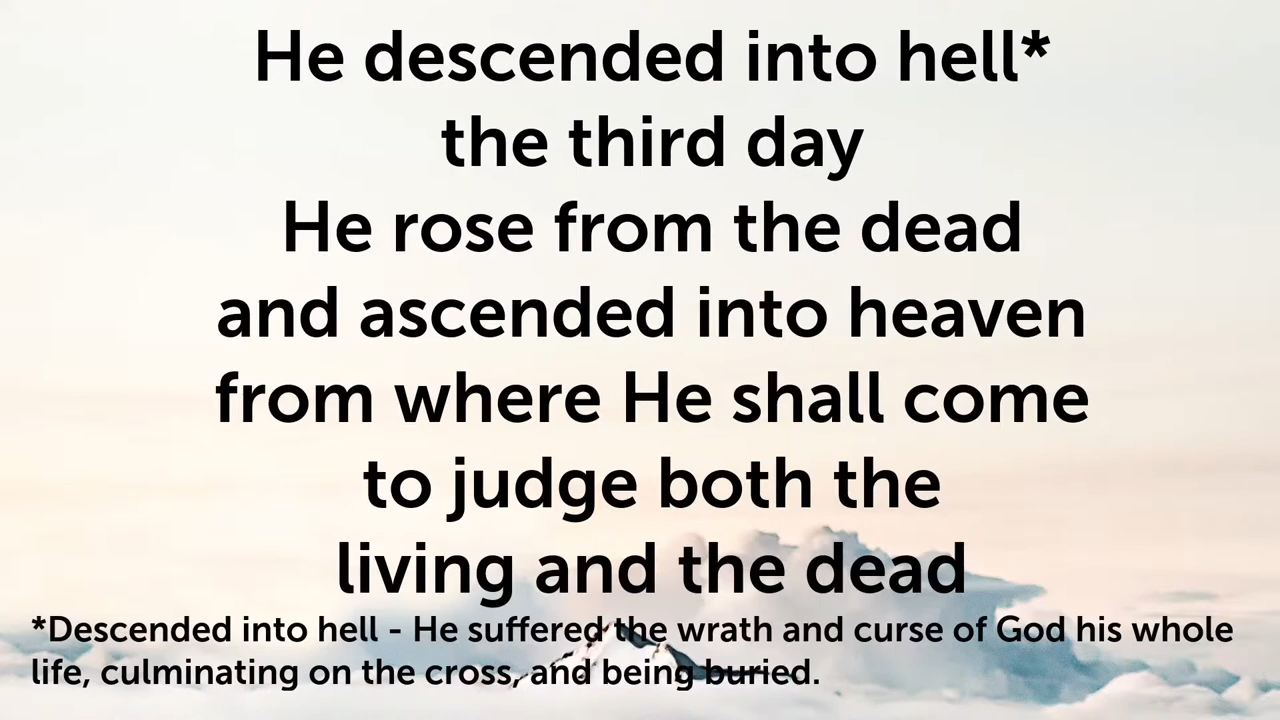 He descended into hell*
the third day
He rose from the dead
and ascended into heaven
from where He shall come
to judge both the
living and the dead
*Descended into hell - He suffered the wrath and curse of God his whole
life, culminating on the cross, and being buried.